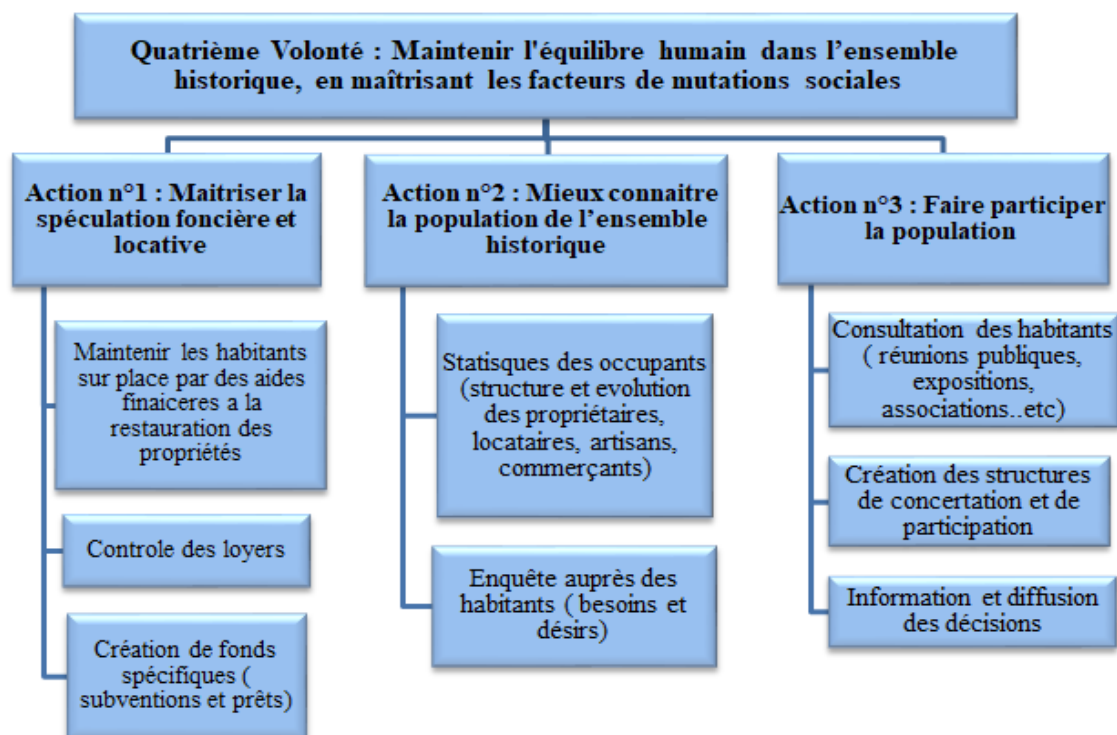 Quatrième Volonté : Maintenir l'équilibre humain dans l’ensemble
historique, en maîtrisant les facteurs de mutations sociales
Action n°1 : Maitriser la
spéculation foncière et
locative
Maintenir les habitants
sur place par des aides
finaiceres a la
restauration des
propriétés
Controle des loyers
Création de fonds
spécifiques (
subventions et prêts)
Action n°2 : Mieux connaitre
la population de l’ensemble
historique
Statisques des occupants
(structure et evolution
des propriétaires,
locataires, artisans,
commerçants)
Enquête auprès des
habitants ( besoins et
désirs)
Action n°3 : Faire participer
la population
Consultation des habitants
( réunions publiques,
expositions,
associations..etc)
Création des structures
de concertation et de
participation
Information et diffusion
des décisions